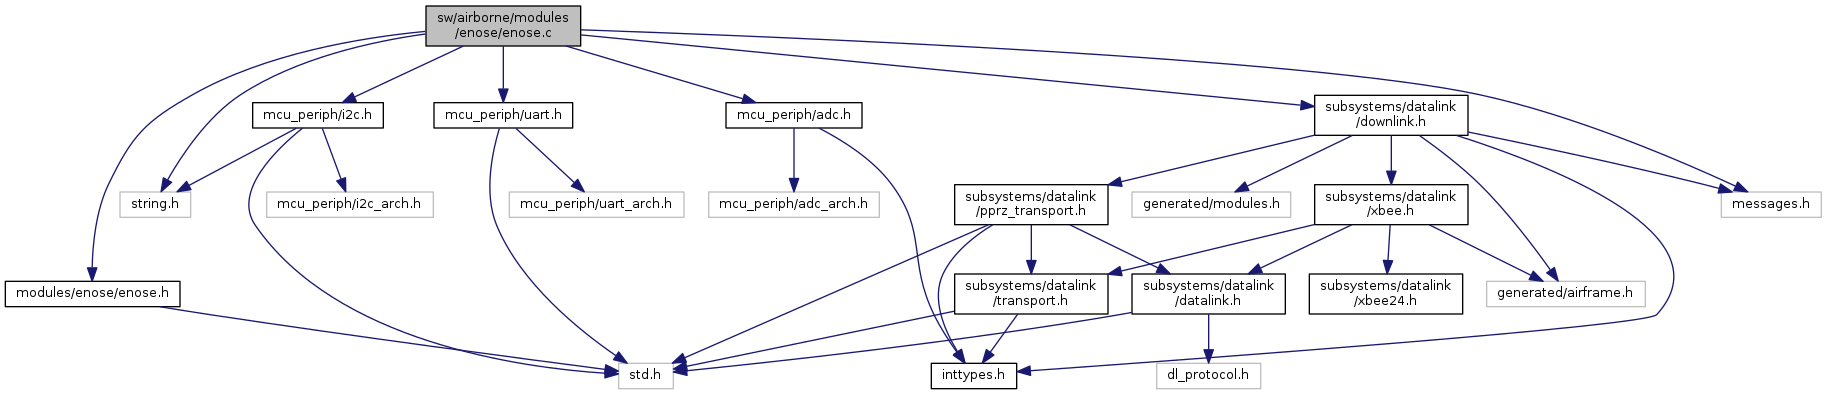 sw/airborne/modules
/enose/enose.c
mcu_periph/i2c.h
mcu_periph/uart.h
mcu_periph/adc.h
subsystems/datalink
/downlink.h
string.h
mcu_periph/i2c_arch.h
mcu_periph/uart_arch.h
mcu_periph/adc_arch.h
subsystems/datalink
/pprz_transport.h
generated/modules.h
subsystems/datalink
/xbee.h
messages.h
modules/enose/enose.h
subsystems/datalink
/transport.h
subsystems/datalink
/datalink.h
subsystems/datalink
/xbee24.h
generated/airframe.h
std.h
inttypes.h
dl_protocol.h